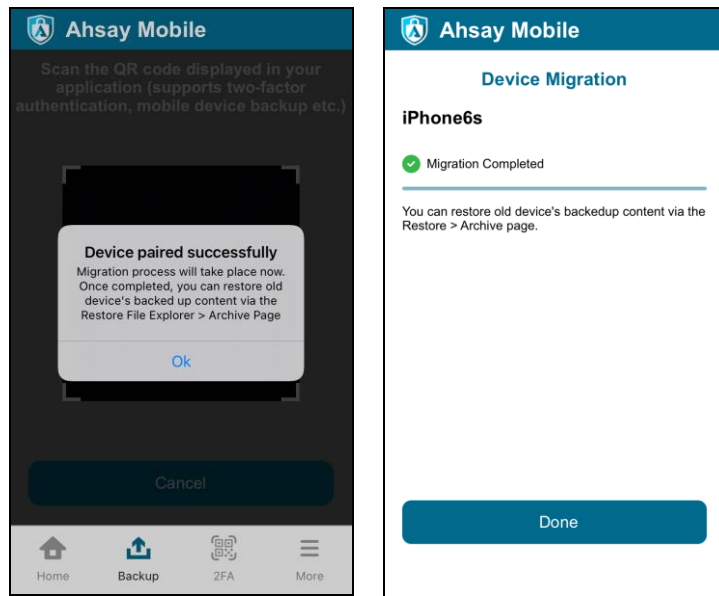 Ahsay Mobile
Scan the QR code displayed in your
application (supports two-factor
authentication, mobile device backup etc.)
Device paired successfully
Migration process will take place now.
Once completed, you can restore old
device's backed up content via the
Restore File Explorer > Archive Page
Ok
Cancel
Home
Backup
2FA
More
Ahsay Mobile
Device Migration
iPhone6s
Migration Completed
You can restore old device's backedup content via the
Restore > Archive page.
Done